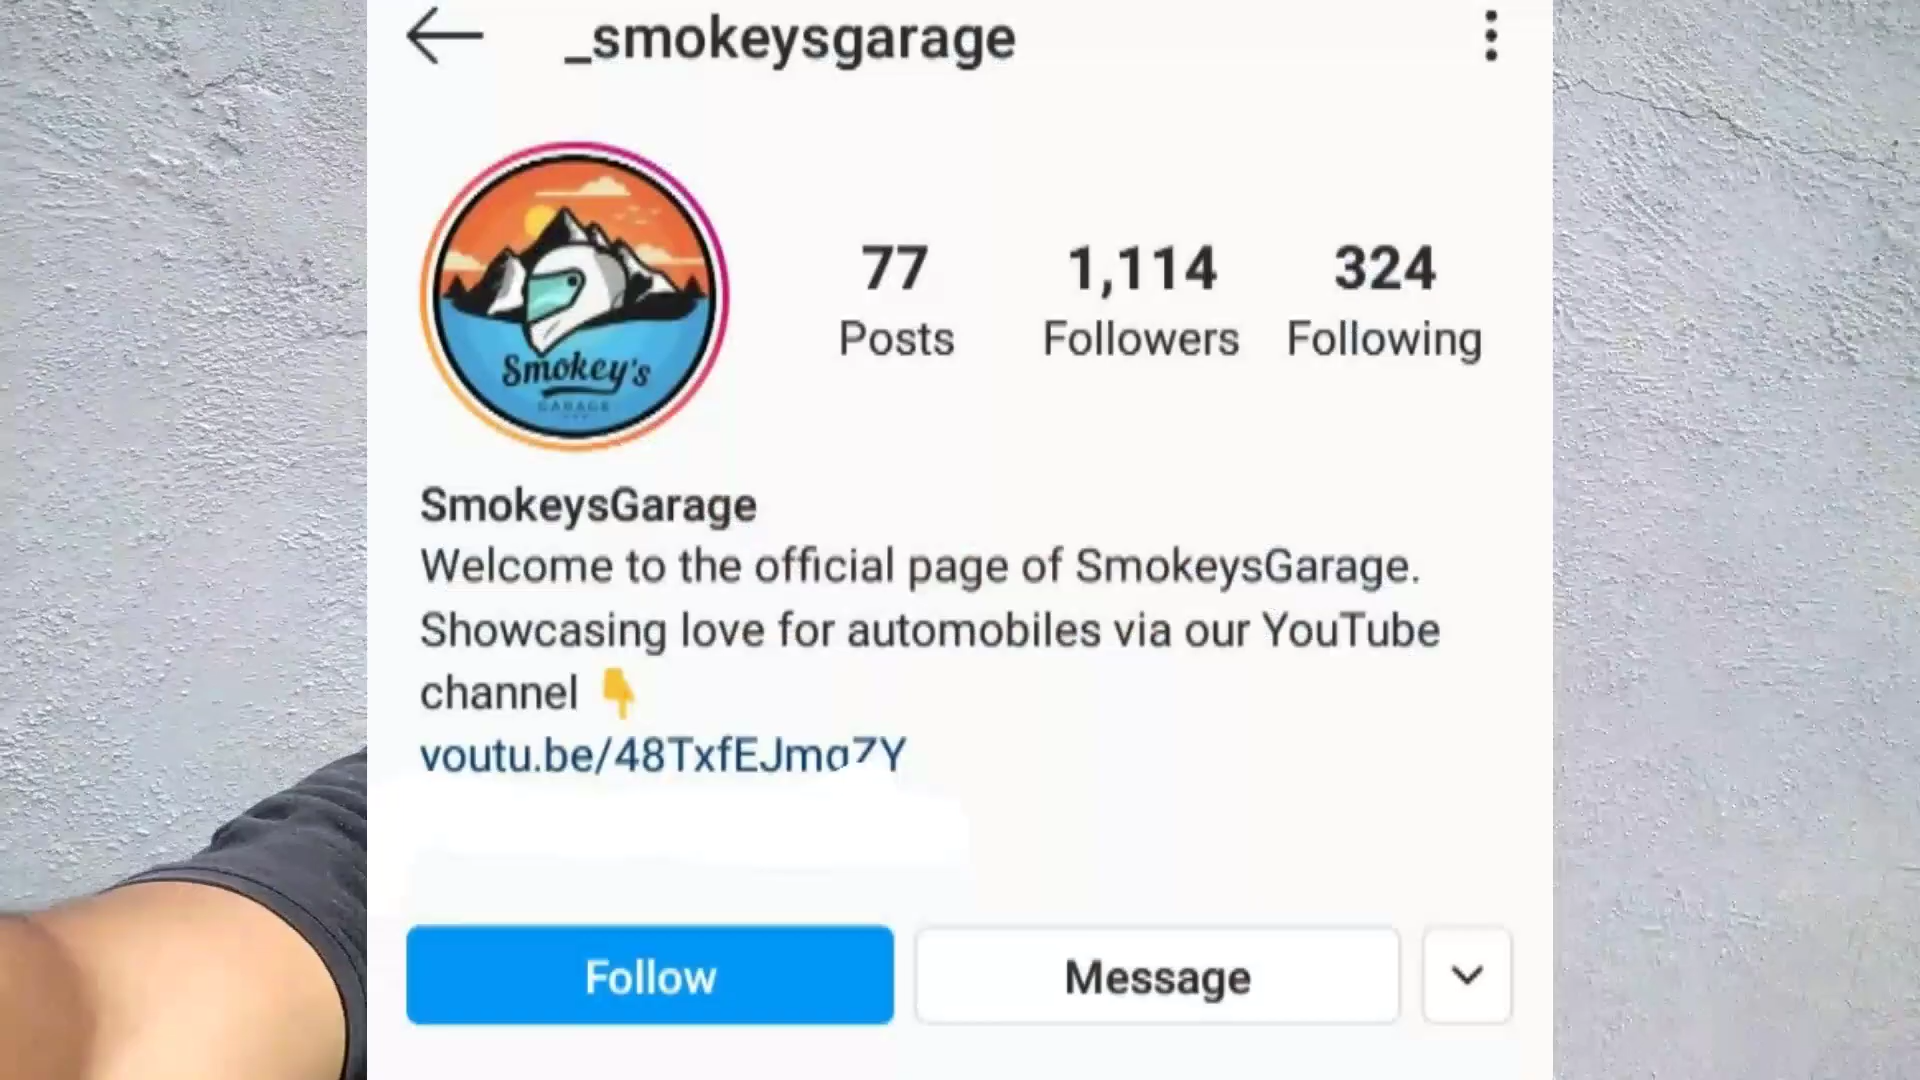 _smokeysgarage
77
Posts
1,114
Followers
324
Following
Smokey's
GARAGE
SmokeysGarage
Welcome to the official page of SmokeysGarage.
Showcasing love for automobiles via our YouTube
channel 👇
Follow
Message